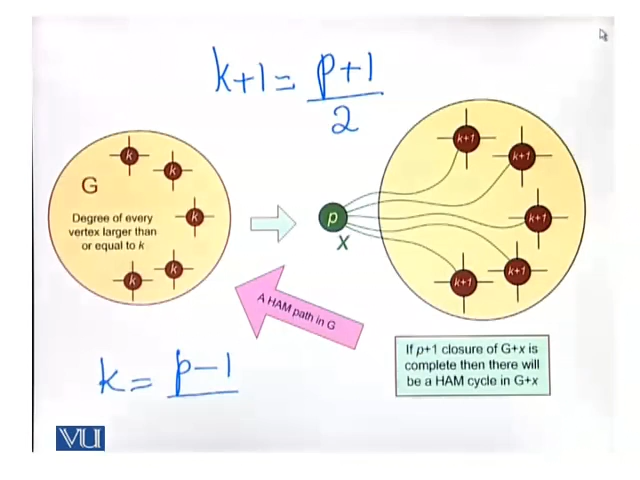 k+1 = p+1
2
G
Degree of every
vertex larger than
or equal to k
k
k
k
k
k
p
X
k+1
k+1
k+1
k+1
k+1
A HAM path in G
If p+1 closure of G+x is
complete then there will
be a HAM cycle in G+x
k = p-1
VU